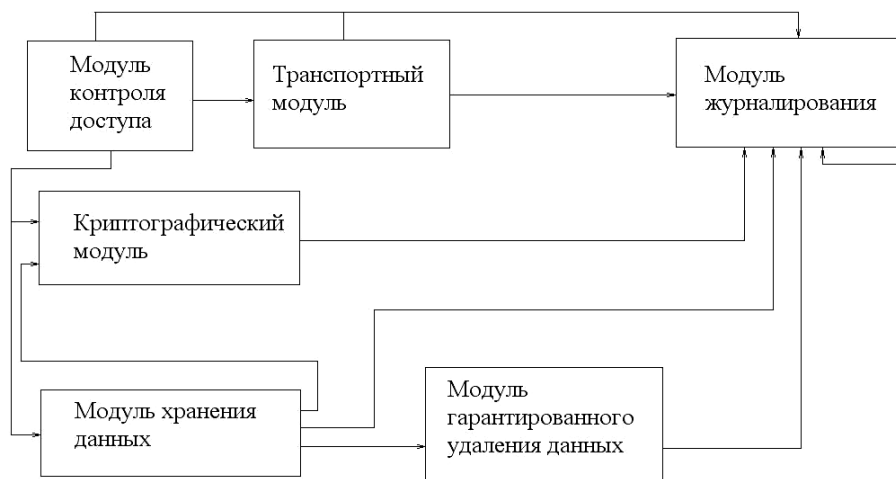 Модуль
контроля
доступа
Транспортный
модуль
Модуль
журналирования
Криптографический
модуль
Модуль хранения
данных
Модуль
гарантированного
удаления данных